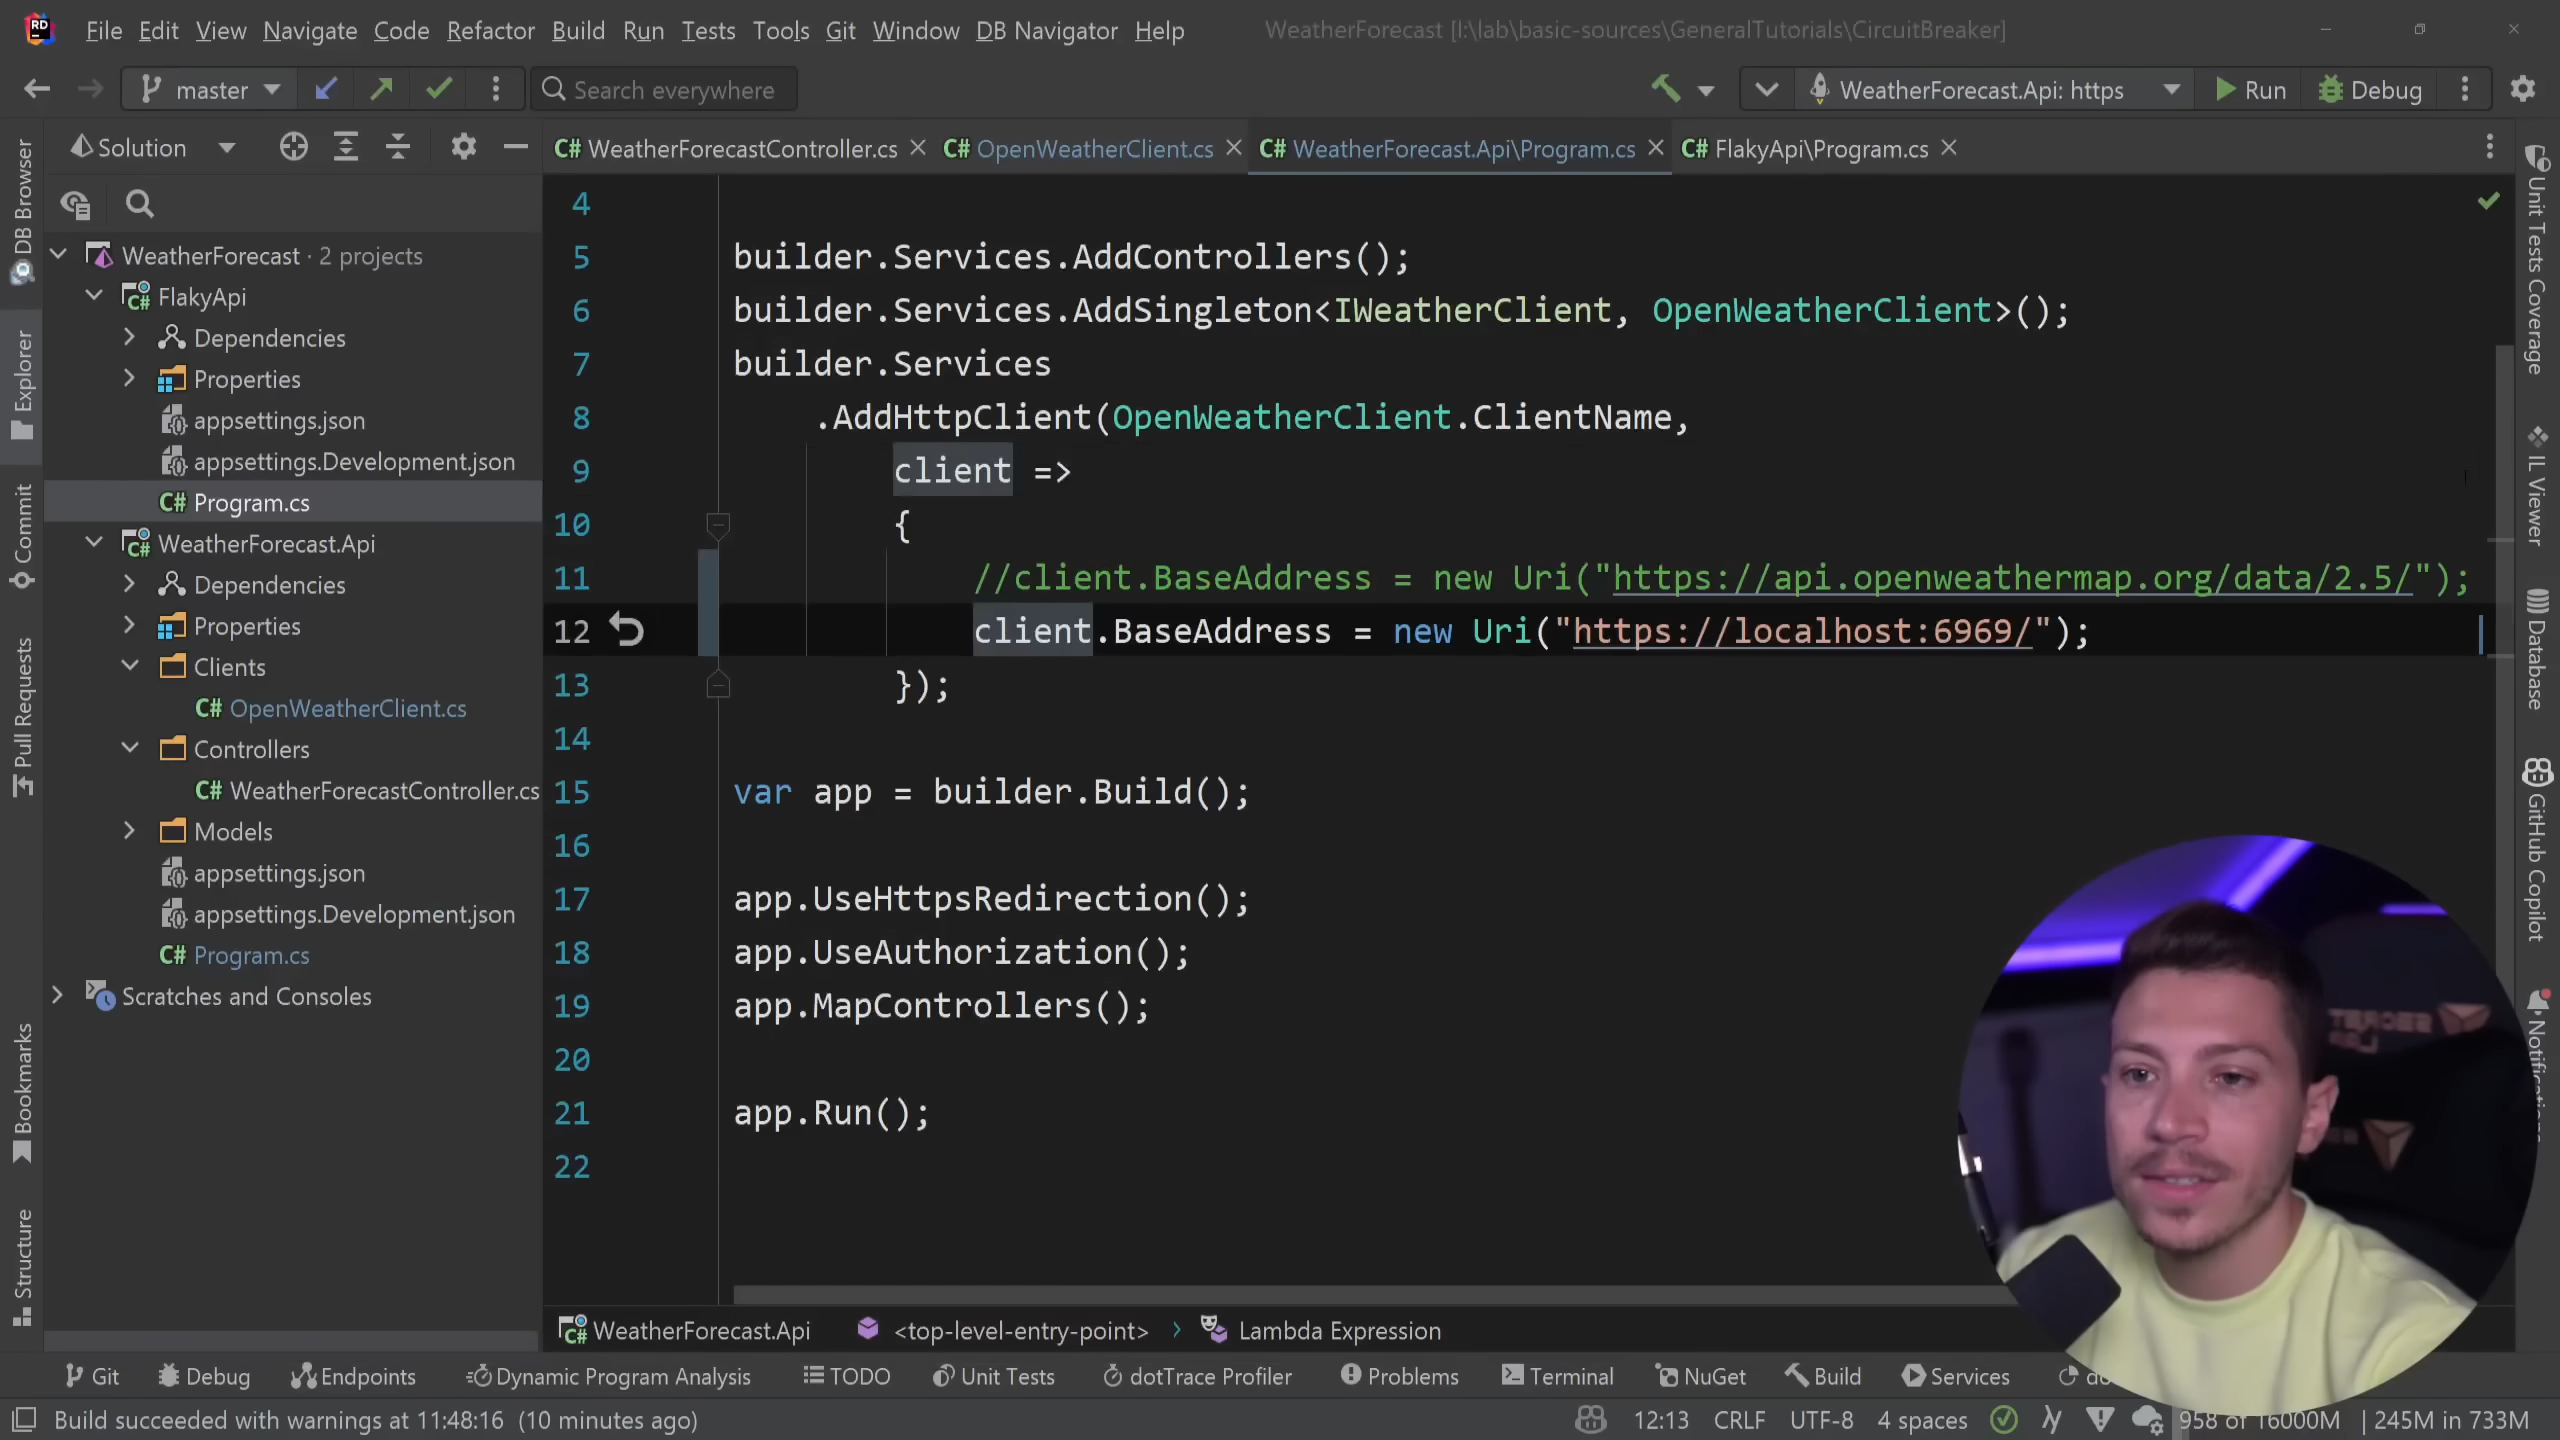 RD File Edit View Navigate Code Refactor Build Run Tests Tools Git Window DB Navigator Help WeatherForecast [I:\lab\basic-sources\GeneralTutorials\CircuitBreaker]
master Search everywhere WeatherForecast.Api: https Run Debug
Solution
C# WeatherForecastController.cs C# OpenWeatherClient.cs C# WeatherForecast.Api\Program.cs C# FlakyApi\Program.cs
DB Browser
Explorer
Commit
Pull Requests
Bookmarks
Structure
WeatherForecast · 2 projects
C# FlakyApi
Dependencies
Properties
appsettings.json
appsettings.Development.json
C# Program.cs
C# WeatherForecast.Api
Dependencies
Properties
Clients
C# OpenWeatherClient.cs
Controllers
C# WeatherForecastController.cs
Models
appsettings.json
appsettings.Development.json
C# Program.cs
Scratches and Consoles
4
5 builder.Services.AddControllers();
6 builder.Services.AddSingleton<IWeatherClient, OpenWeatherClient>();
7 builder.Services
8 .AddHttpClient(OpenWeatherClient.ClientName,
9 client =>
10 {
11 //client.BaseAddress = new Uri("https://api.openweathermap.org/data/2.5/");
12 client.BaseAddress = new Uri("https://localhost:6969/");
13 });
14
15 var app = builder.Build();
16
17 app.UseHttpsRedirection();
18 app.UseAuthorization();
19 app.MapControllers();
20
21 app.Run();
22
Unit Tests Coverage
IL Viewer
Database
GitHub Copilot
Notifications
SECRET
C# WeatherForecast.Api <top-level-entry-point> Lambda Expression
Git Debug Endpoints Dynamic Program Analysis TODO Unit Tests dotTrace Profiler Problems Terminal NuGet Build Services
Build succeeded with warnings at 11:48:16 (10 minutes ago) 12:13 CRLF UTF-8 4 spaces 958 of 16000M | 245M in 733M